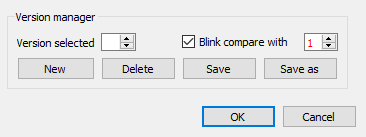 Version manager
Version selected Blink compare with 1
New Delete Save Save as
OK Cancel